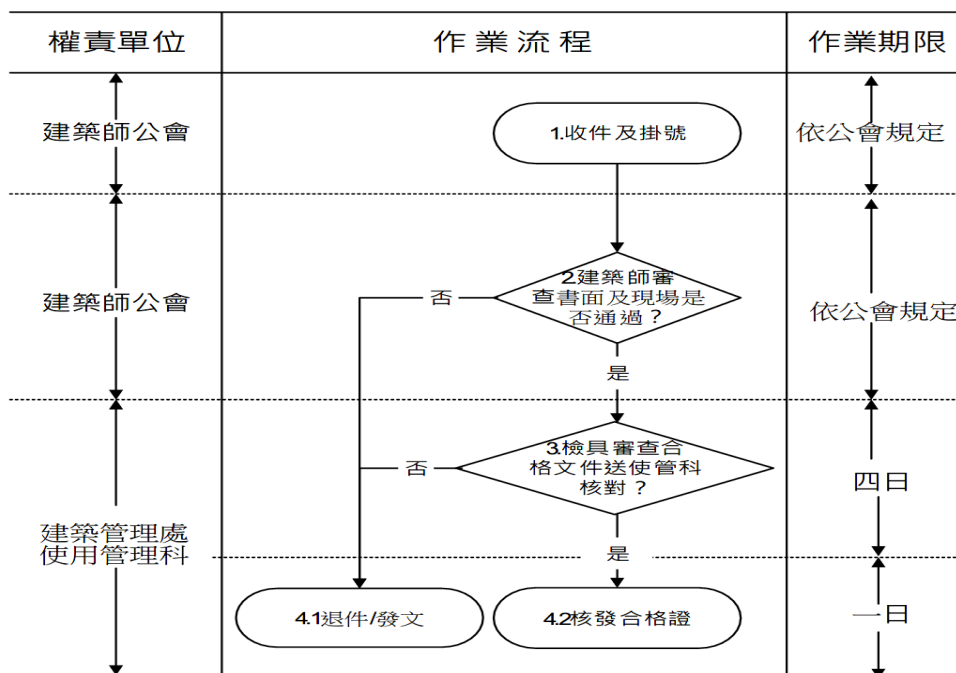 權責單位
作業流程
作業期限
建築師公會
1.收件及掛號
依公會規定
建築師公會
2.建築師審
查書面及現場是
否通過？
否
依公會規定
是
3.檢具審查合
格文件送使管科
核對？
否
四日
建築管理處
使用管理科
是
4.1退件/發文
4.2核發合格證
一日